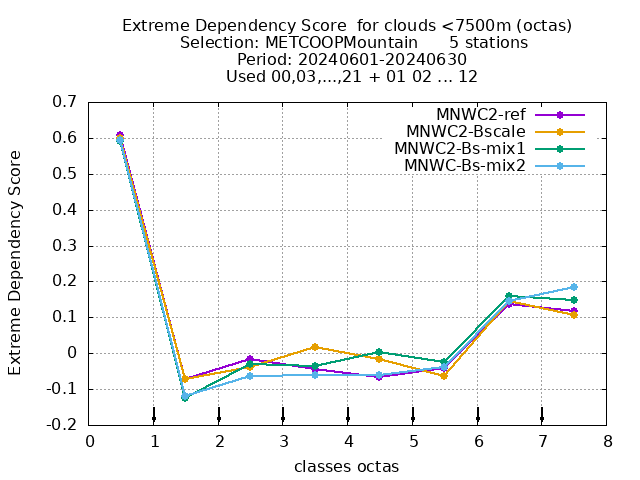 Extreme Dependency Score  for clouds <7500m (octas)
Selection: METCOOPMountain      5 stations
Period: 20240601-20240630
Used 00,03,...,21 + 01 02 ... 12
MNWC2-ref
MNWC2-Bscale
MNWC2-Bs-mix1
MNWC-Bs-mix2
Extreme Dependency Score
0.7
0.6
0.5
0.4
0.3
0.2
0.1
0
-0.1
-0.2
0 1 2 3 4 5 6 7 8
classes octas